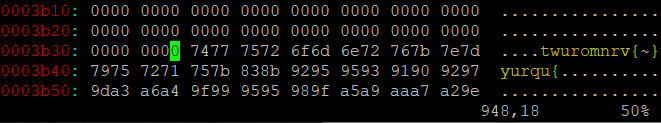 0003b10: 0000 0000 0000 0000 0000 0000 0000 0000 ................
0003b20: 0000 0000 0000 0000 0000 0000 0000 0000 ................
0003b30: 0000 0000 7477 7572 6f6d 6e72 767b 7e7d ....twuromnrv{~}
0003b40: 7975 7271 757b 838b 9295 9593 9190 9297 yurqu{..........
0003b50: 9da3 a6a4 9f99 9595 989f a5a9 aaa7 a29e ................
948,18 50%